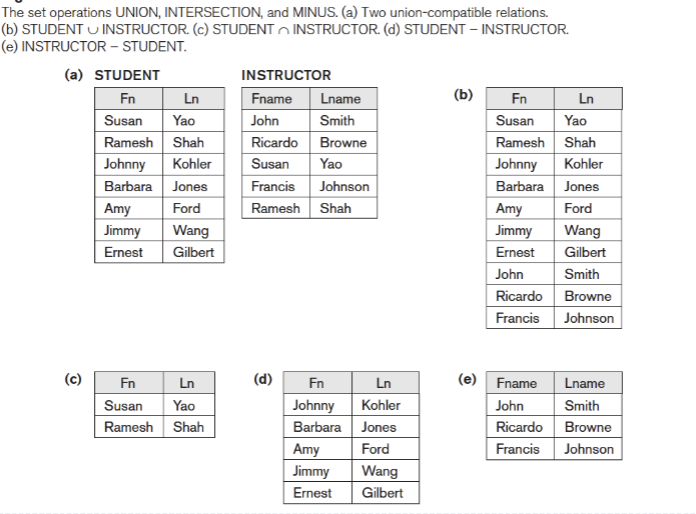 The set operations UNION, INTERSECTION, and MINUS. (a) Two union-compatible relations.
(b) STUDENT ∪ INSTRUCTOR. (c) STUDENT ∩ INSTRUCTOR. (d) STUDENT – INSTRUCTOR.
(e) INSTRUCTOR – STUDENT.
(a) STUDENT
Fn Ln
Susan Yao
Ramesh Shah
Johnny Kohler
Barbara Jones
Amy Ford
Jimmy Wang
Ernest Gilbert
INSTRUCTOR
Fname Lname
John Smith
Ricardo Browne
Susan Yao
Francis Johnson
Ramesh Shah
(b)
Fn Ln
Susan Yao
Ramesh Shah
Johnny Kohler
Barbara Jones
Amy Ford
Jimmy Wang
Ernest Gilbert
John Smith
Ricardo Browne
Francis Johnson
(c)
Fn Ln
Susan Yao
Ramesh Shah
(d)
Fn Ln
Johnny Kohler
Barbara Jones
Amy Ford
Jimmy Wang
Ernest Gilbert
(e)
Fname Lname
John Smith
Ricardo Browne
Francis Johnson